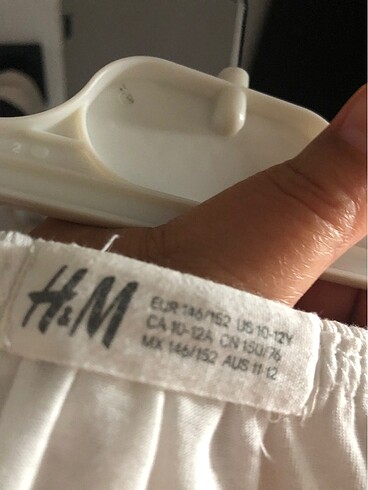 H&M
EUR 146/152 US 10-12Y
CA 10-12A CN 150/76
MX 146/152 AUS 11-12